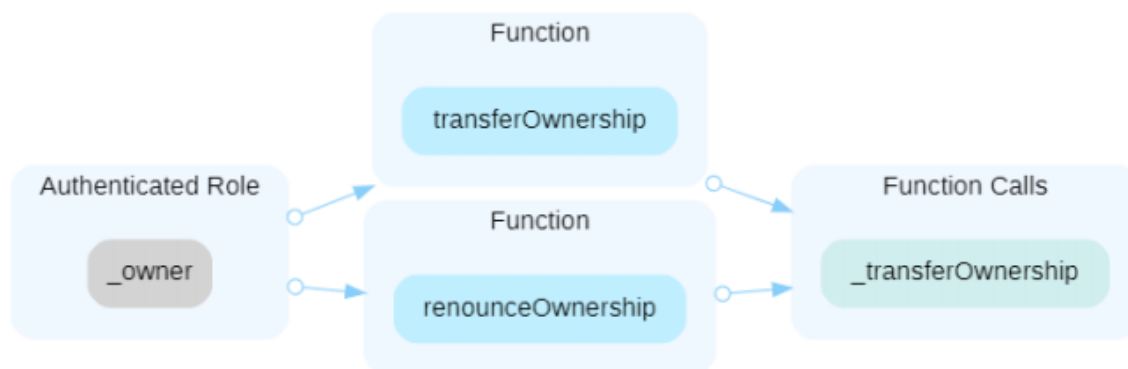 Authenticated Role
_owner
Function
transferOwnership
Function
renounceOwnership
Function Calls
_transferOwnership